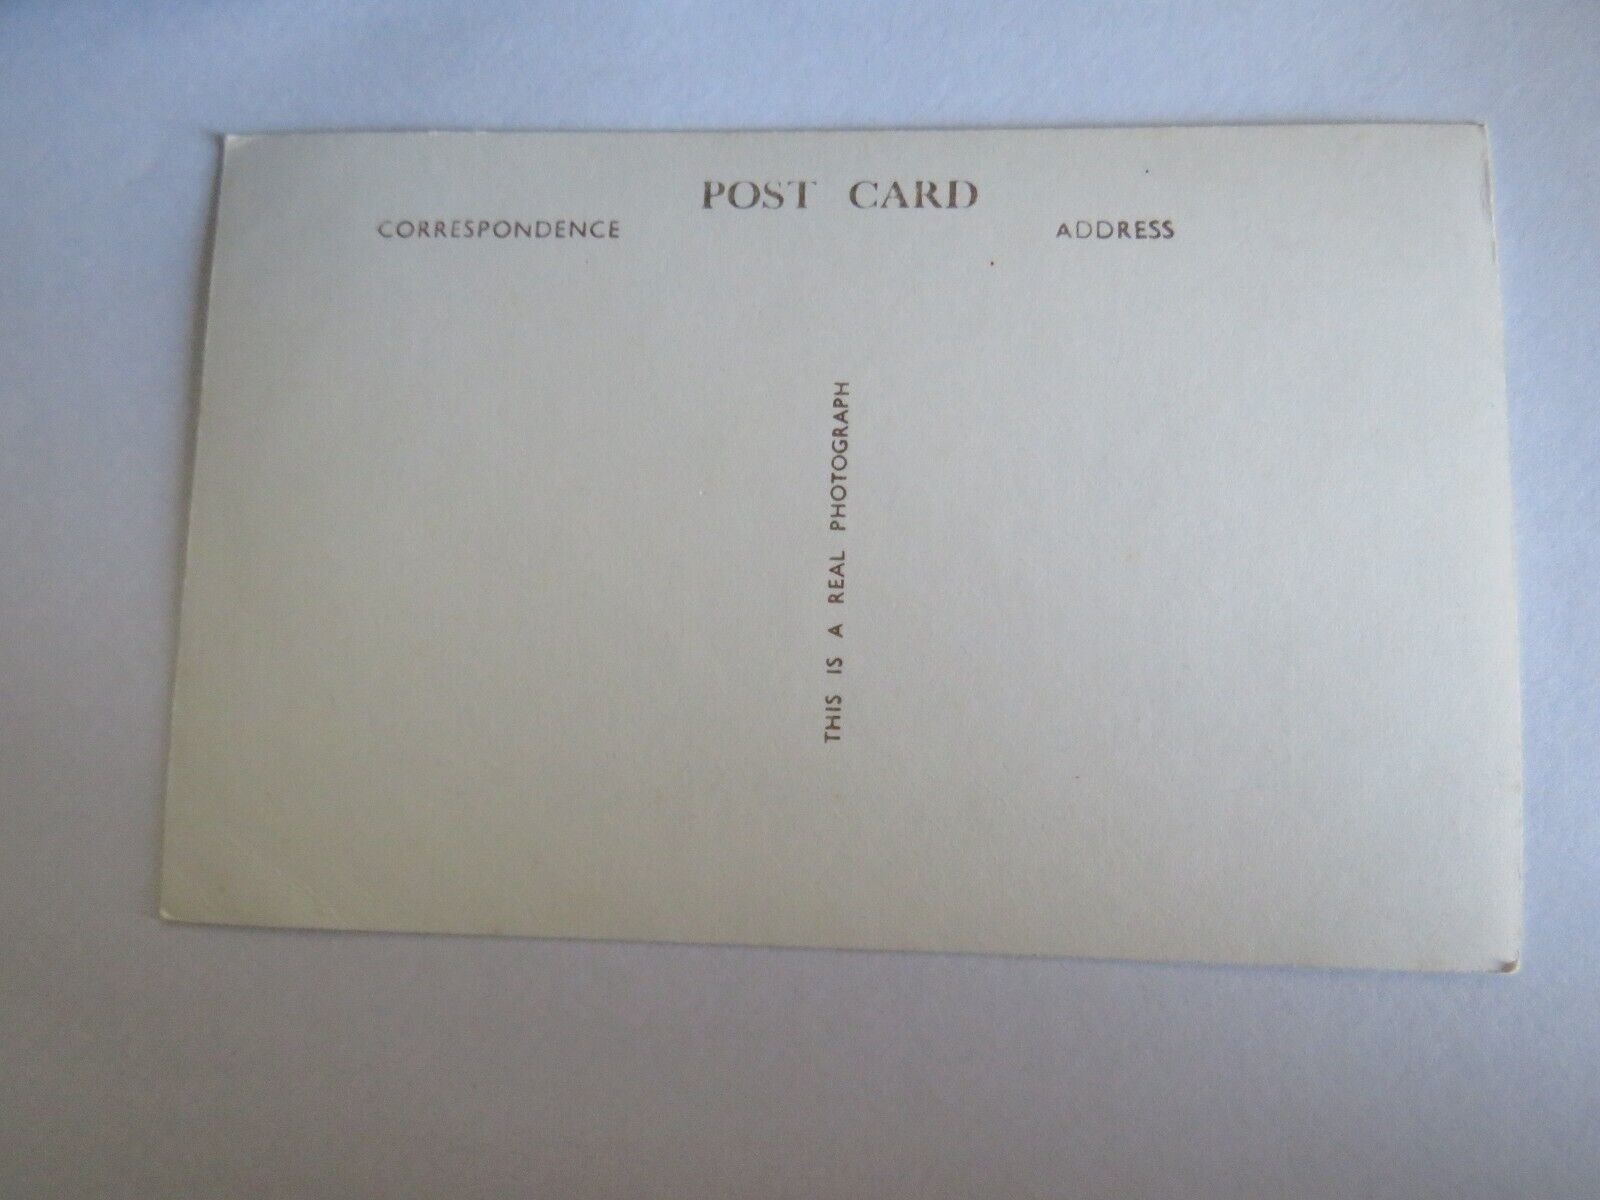 POST CARD
CORRESPONDENCE
ADDRESS
THIS IS A REAL PHOTOGRAPH